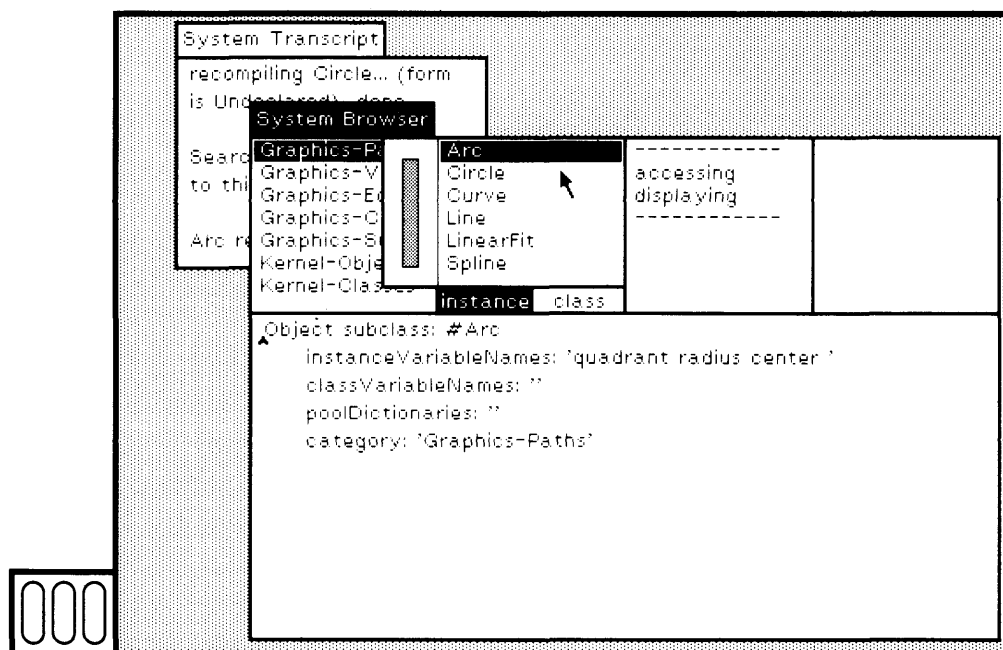 System Transcript
recompiling Circle... (form
is Undeclared) done
System Browser
Searc
to thi
Arc re
Graphics-Pa
Graphics-V
Graphics-Ed
Graphics-C
Graphics-Su
Kernel-Obje
Kernel-Classes
Arc
Circle
Curve
Line
LinearFit
Spline
instance class
------------
accessing
displaying
------------
Object subclass: #Arc
instanceVariableNames: 'quadrant radius center '
classVariableNames: ''
poolDictionaries: ''
category: 'Graphics-Paths'